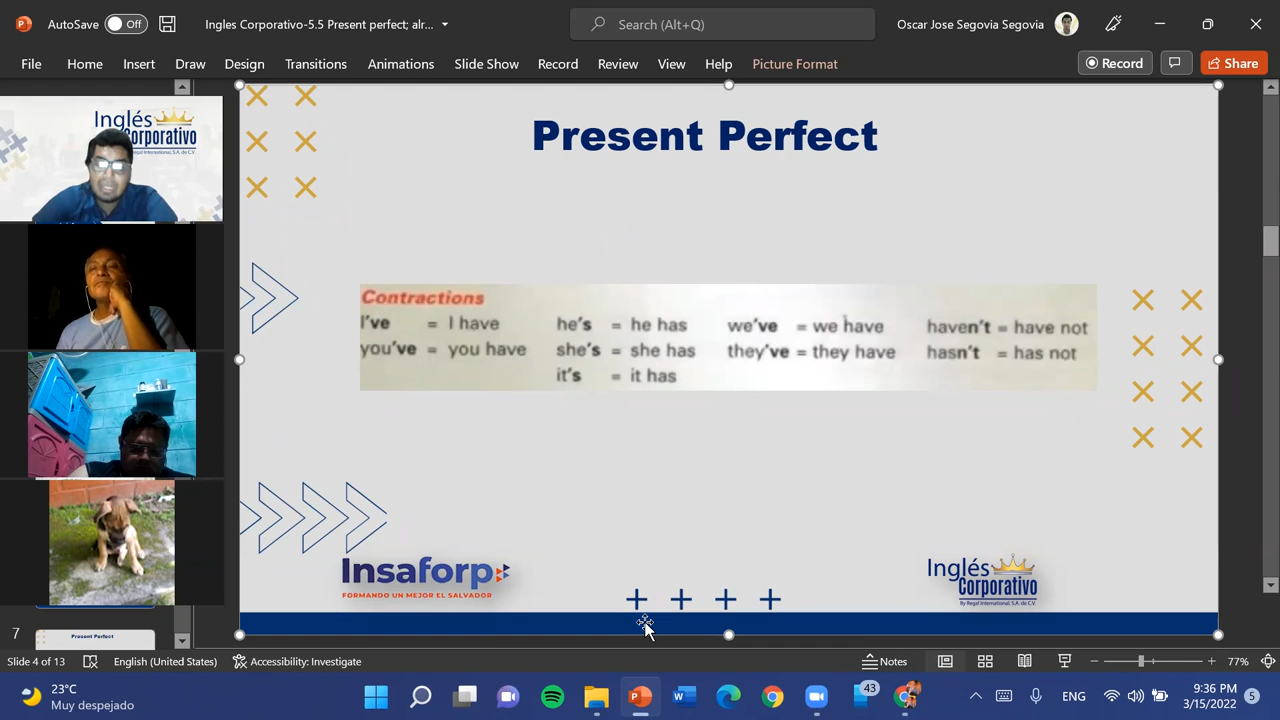 AutoSave Off Ingles Corporativo-5.5 Present perfect; alr... Search (Alt+Q) Oscar Jose Segovia Segovia
File Home Insert Draw Design Transitions Animations Slide Show Record Review View Help Picture Format Record Share
Inglés
Corporativo
By Regal International, S.A. de C.V.
Present Perfect
Contractions
I've = I have he's = he has we've = we have haven't = have not
you've = you have she's = she has they've = they have hasn't = has not
it's = it has
Insaforp
FORMANDO UN MEJOR EL SALVADOR
Inglés
Corporativo
By Regal International, S.A. de C.V.
7
Present Perfect
Slide 4 of 13 English (United States) Accessibility: Investigate Notes 77%
23°C
Muy despejado
43
ENG
9:36 PM
3/15/2022
5